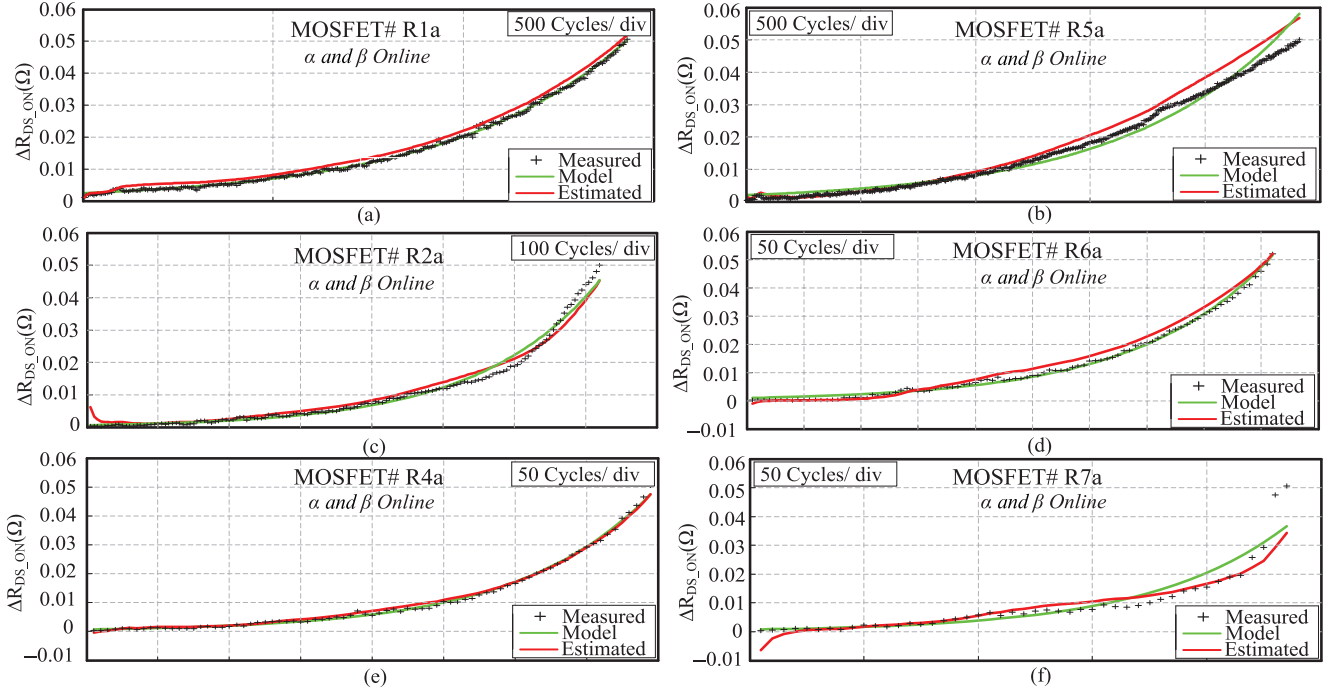 0.06
0.05
0.04
0.03
0.02
0.01
0
ΔR_DS_ON(Ω)
MOSFET# R1a
α and β Online
500 Cycles/ div
Measured
Model
Estimated
(a)
0.06
0.05
0.04
0.03
0.02
0.01
0
ΔR_DS_ON(Ω)
500 Cycles/ div
MOSFET# R5a
α and β Online
Measured
Model
Estimated
(b)
0.06
0.05
0.04
0.03
0.02
0.01
0
ΔR_DS_ON(Ω)
MOSFET# R2a
α and β Online
100 Cycles/ div
Measured
Model
Estimated
(c)
0.06
0.05
0.04
0.03
0.02
0.01
0
−0.01
ΔR_DS_ON(Ω)
50 Cycles/ div
MOSFET# R6a
α and β Online
Measured
Model
Estimated
(d)
0.06
0.05
0.04
0.03
0.02
0.01
0
−0.01
ΔR_DS_ON(Ω)
MOSFET# R4a
α and β Online
50 Cycles/ div
Measured
Model
Estimated
(e)
0.06
0.05
0.04
0.03
0.02
0.01
0
−0.01
ΔR_DS_ON(Ω)
50 Cycles/ div
MOSFET# R7a
α and β Online
Measured
Model
Estimated
(f)